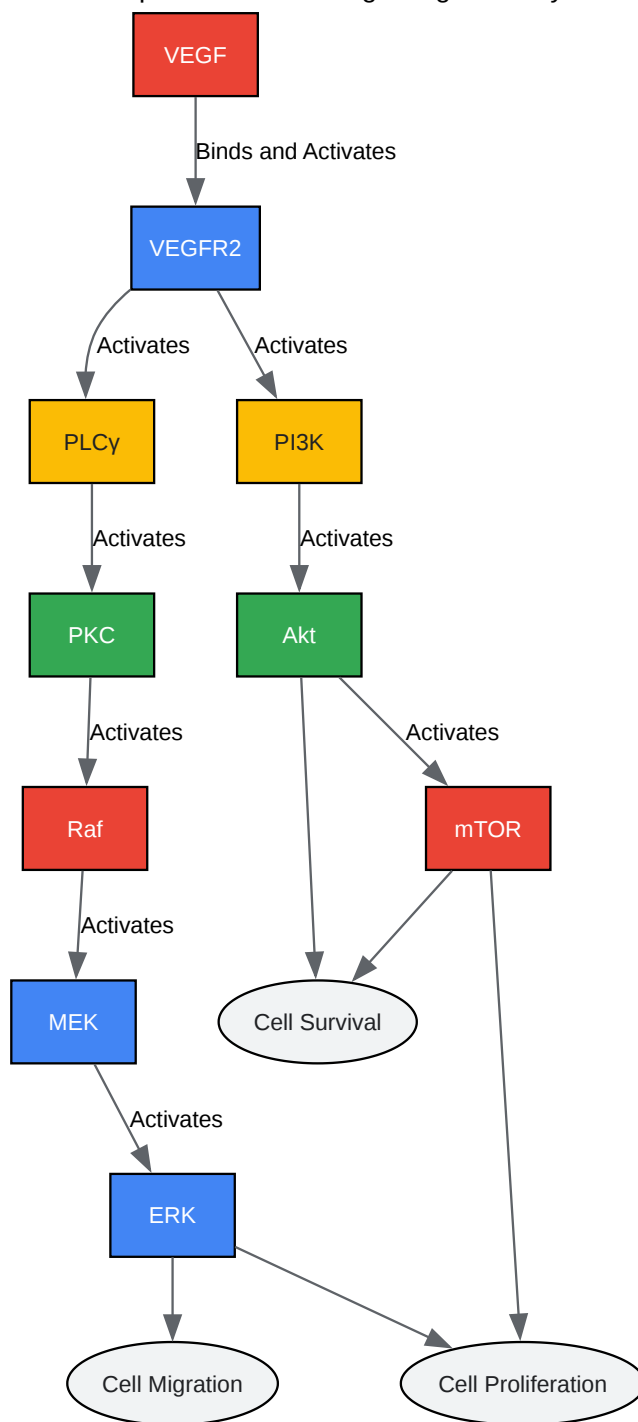 VEGF
Binds and Activates
VEGFR2
Activates
Activates
PLCγ
PI3K
Activates
Activates
PKC
Akt
Activates
Activates
Raf
mTOR
Activates
MEK
Cell Survival
Activates
ERK
Cell Migration
Cell Proliferation